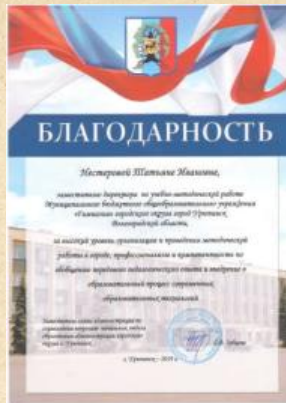 БЛАГОДАРНОСТЬ
Нестеровой Татьяне Ивановне,
заместителю директора по учебно-методической работе
Муниципального бюджетного общеобразовательного учреждения
«Гимназия» городского округа город Урюпинск
Волгоградской области,
за высокий уровень организации и проведения методической
работы в городе, профессионализм и компетентность по
обобщению передового педагогического опыта и внедрению в
образовательный процесс современных
образовательных технологий
г. Урюпинск